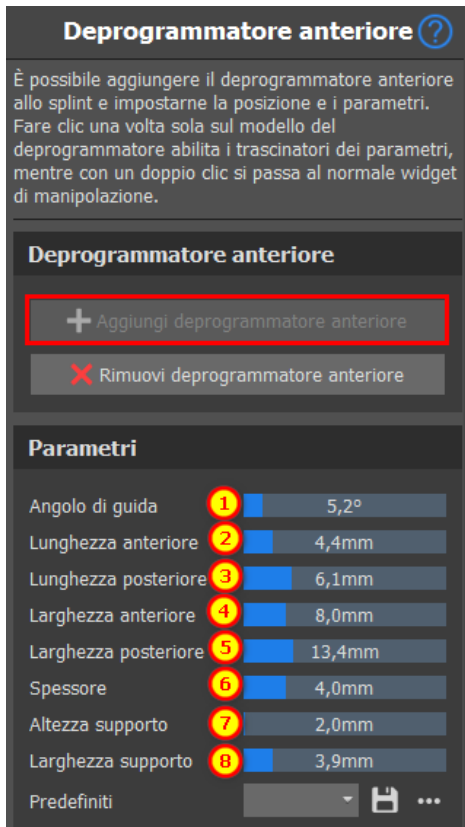 Deprogrammatore anteriore ?
È possibile aggiungere il deprogrammatore anteriore
allo splint e impostarne la posizione e i parametri.
Fare clic una volta sola sul modello del
deprogrammatore abilita i trascinatori dei parametri,
mentre con un doppio clic si passa al normale widget
di manipolazione.
Deprogrammatore anteriore
Aggiungi deprogrammatore anteriore
Rimuovi deprogrammatore anteriore
Parametri
Angolo di guida 1 5,2°
Lunghezza anteriore 2 4,4mm
Lunghezza posteriore 3 6,1mm
Larghezza anteriore 4 8,0mm
Larghezza posteriore 5 13,4mm
Spessore 6 4,0mm
Altezza supporto 7 2,0mm
Larghezza supporto 8 3,9mm
Predefiniti